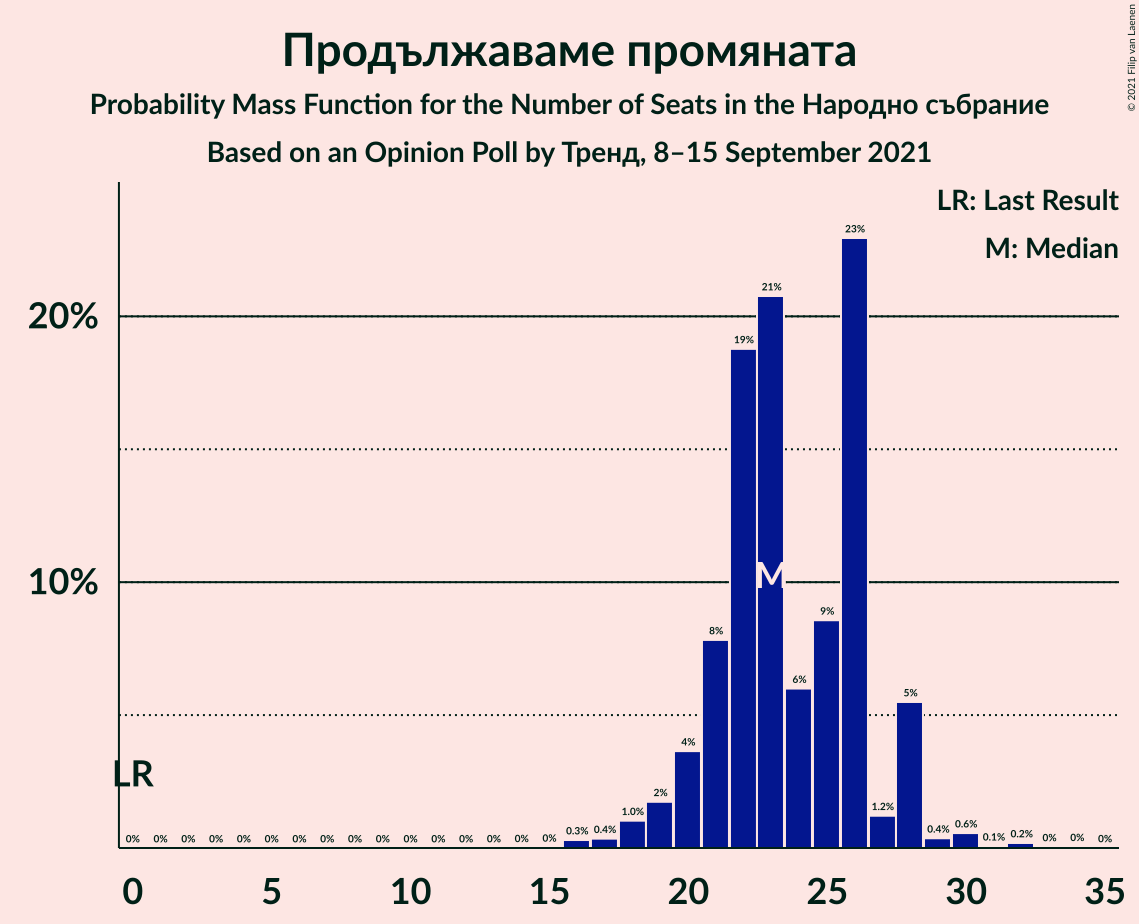 Продължаваме промяната
Probability Mass Function for the Number of Seats in the Народно събрание
Based on an Opinion Poll by Тренд, 8–15 September 2021
© 2021 Filip van Laenen
LR: Last Result
M: Median
20%
10%
LR
M
0% 0% 0% 0% 0% 0% 0% 0% 0% 0% 0% 0% 0% 0% 0% 0% 0.3% 0.4% 1.0% 2% 4% 8% 19% 21% 6% 9% 23% 1.2% 5% 0.4% 0.6% 0.1% 0.2% 0% 0% 0%
0 5 10 15 20 25 30 35